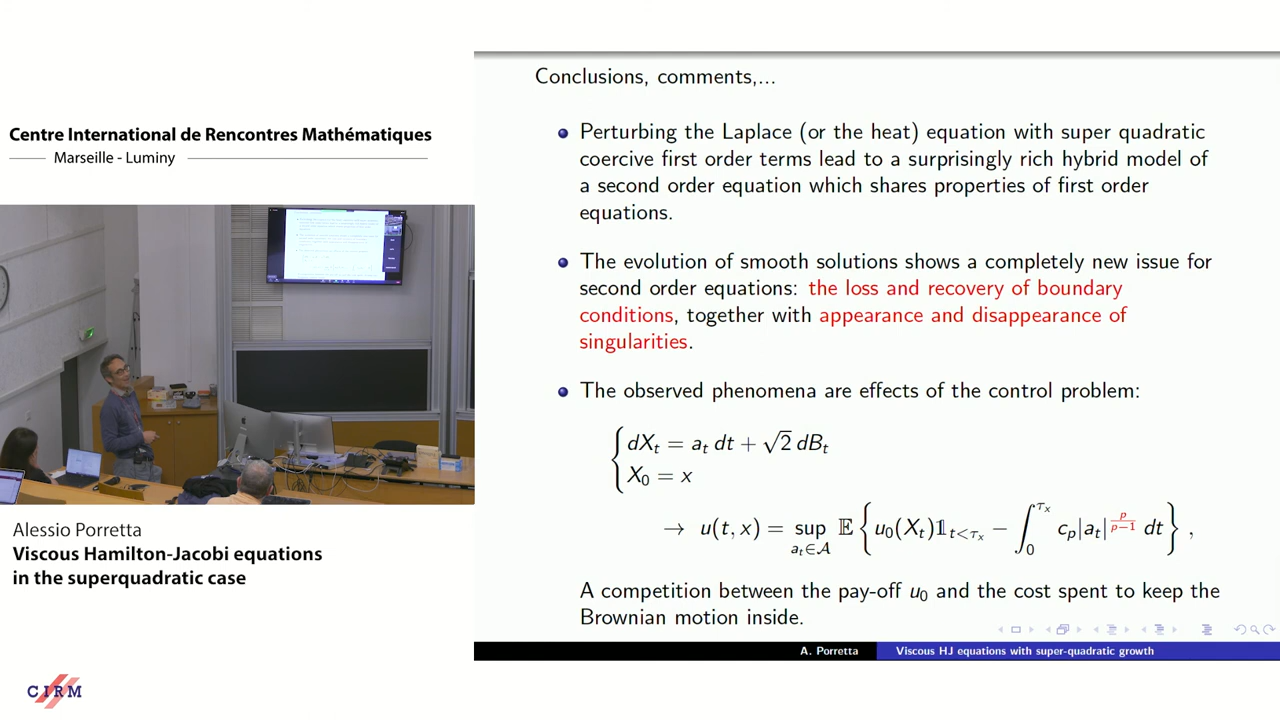 Centre International de Rencontres Mathématiques
Marseille - Luminy
Alessio Porretta
Viscous Hamilton-Jacobi equations
in the superquadratic case
CIRM
Conclusions, comments,...
Perturbing the Laplace (or the heat) equation with super quadratic
coercive first order terms lead to a surprisingly rich hybrid model of
a second order equation which shares properties of first order
equations.
The evolution of smooth solutions shows a completely new issue for
second order equations: the loss and recovery of boundary
conditions, together with appearance and disappearance of
singularities.
The observed phenomena are effects of the control problem:
{ dX_t = a_t dt + √2 dB_t
X_0 = x
→ u(t, x) = sup_{a_t∈𝒜} 𝔼 { u_0(X_t)𝟙_{t<τ_x} − ∫_0^{τ_x} c_p|a_t|^{p/(p−1)} dt } ,
A competition between the pay-off u_0 and the cost spent to keep the
Brownian motion inside.
A. Porretta Viscous HJ equations with super-quadratic growth